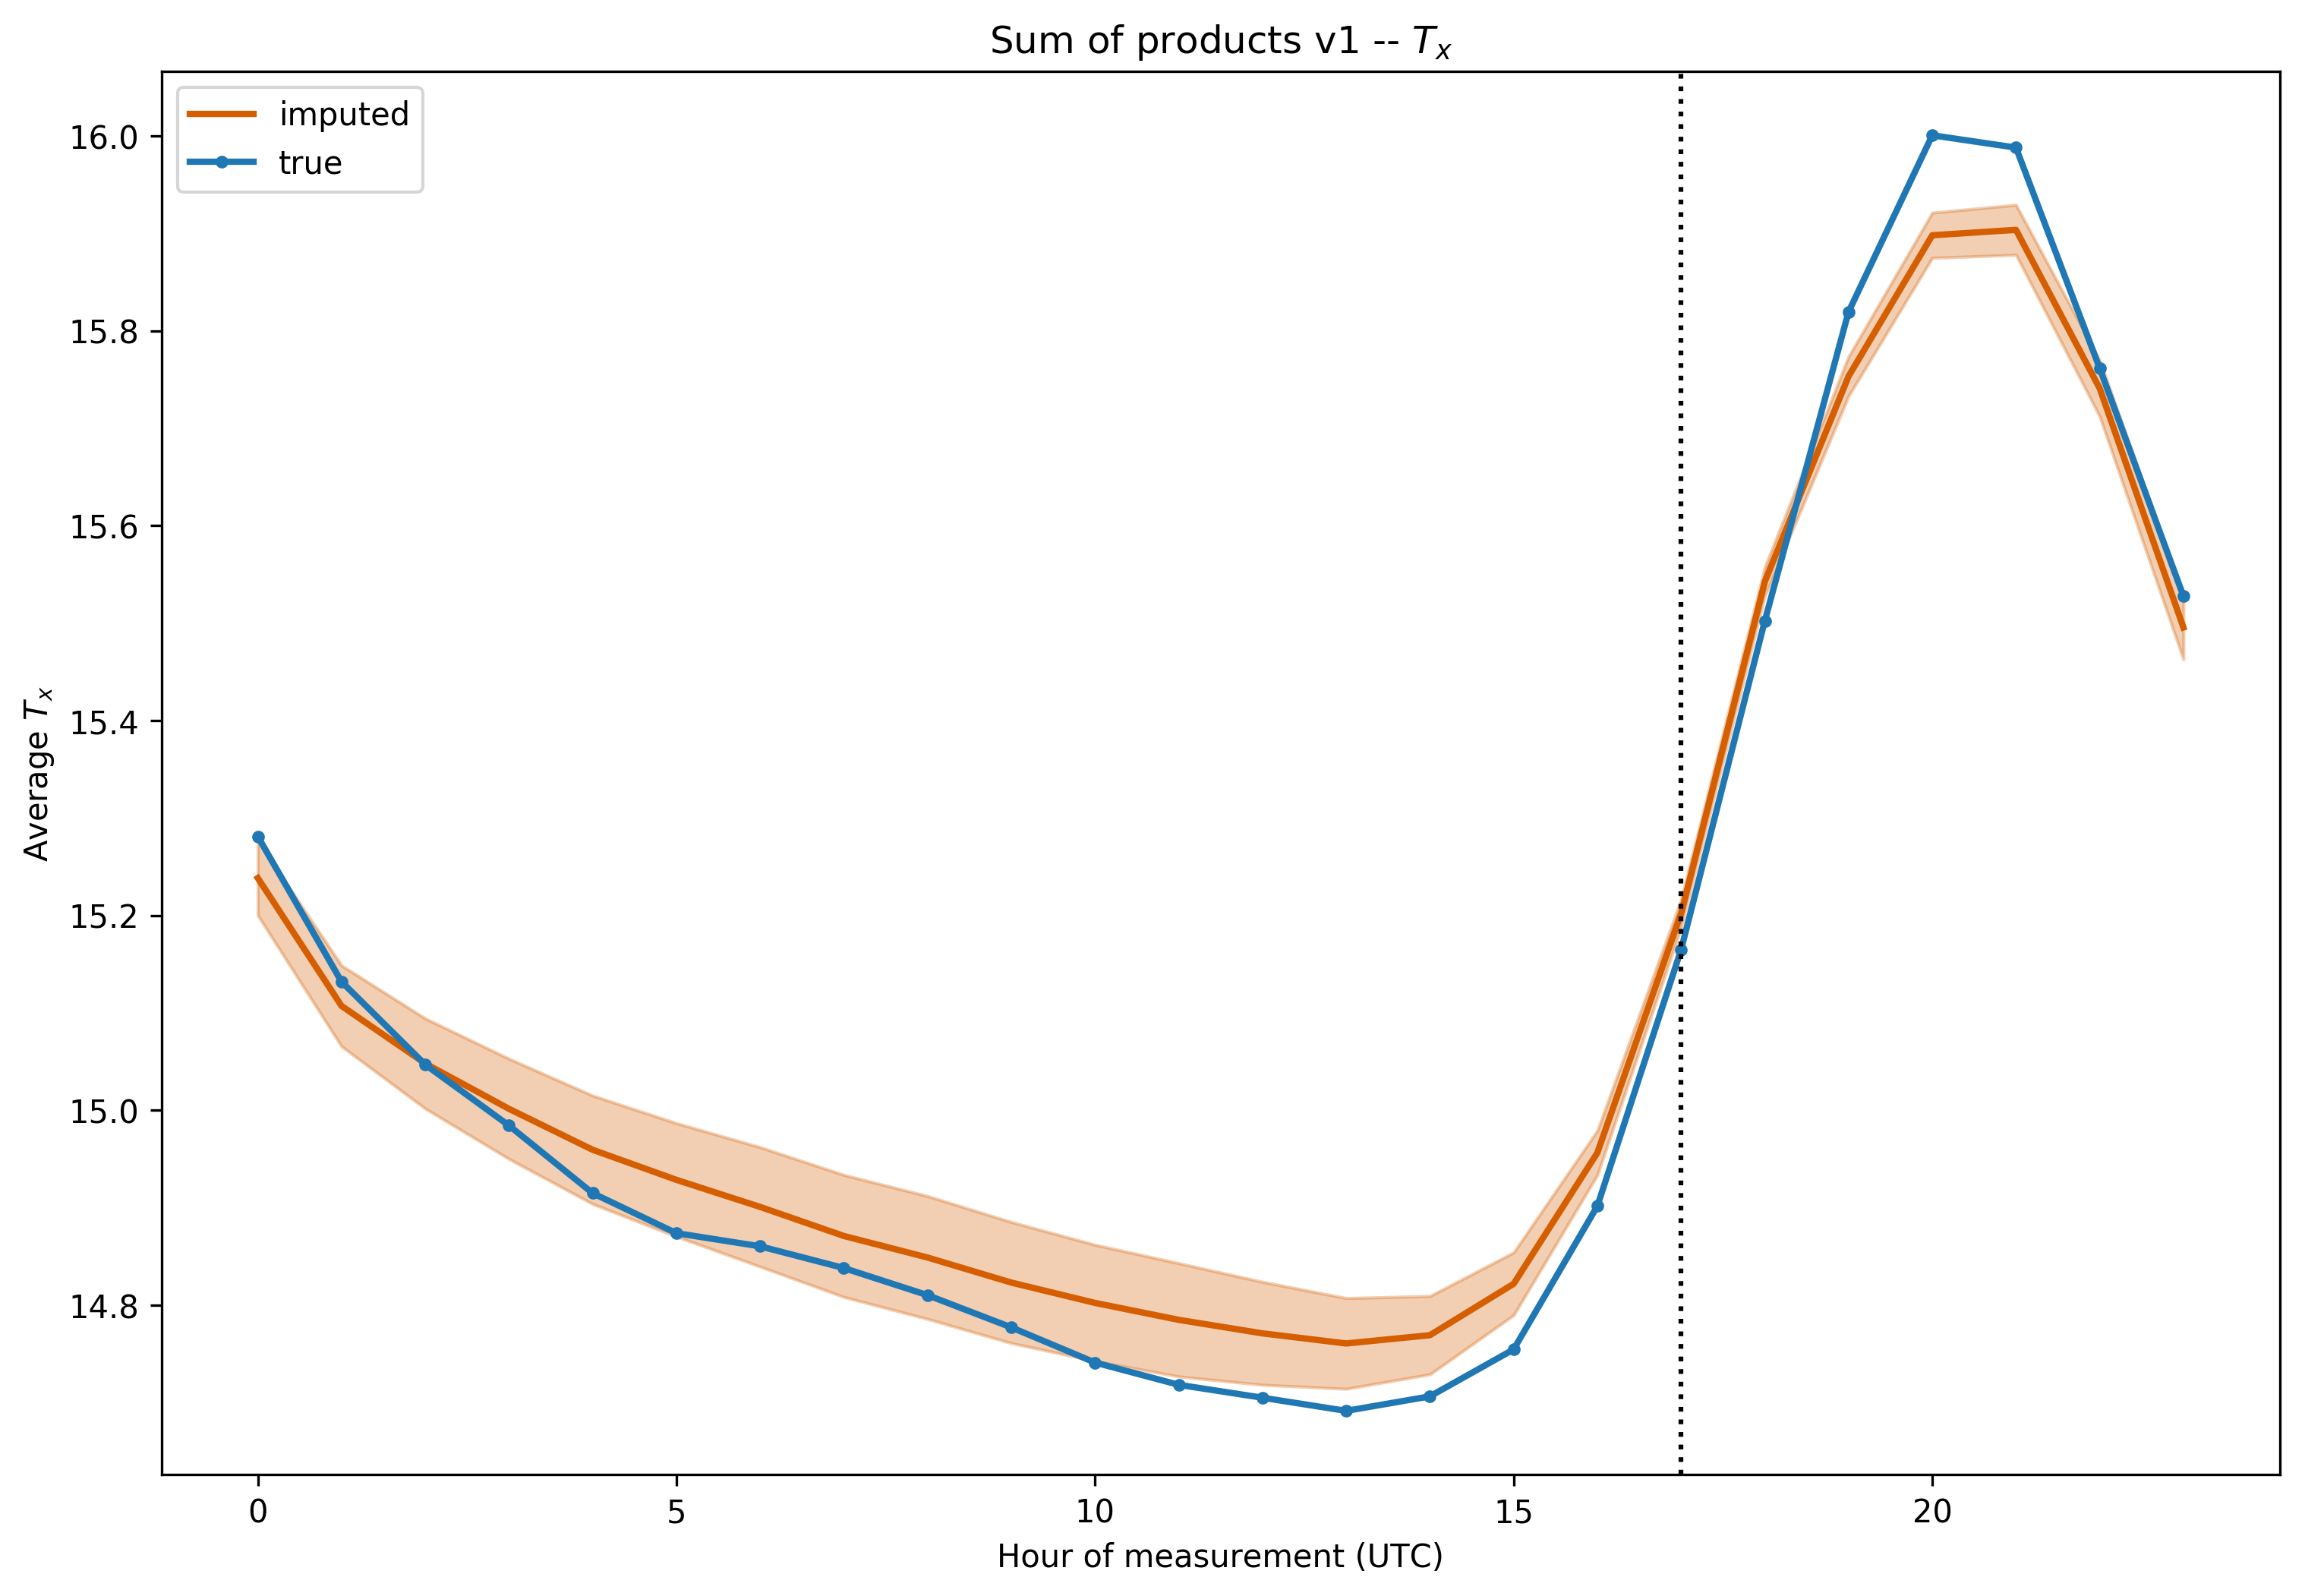 Sum of products v1 -- Tₓ
imputed
true
16.0
15.8
15.6
15.4
15.2
15.0
14.8
Average Tₓ
0 5 10 15 20
Hour of measurement (UTC)